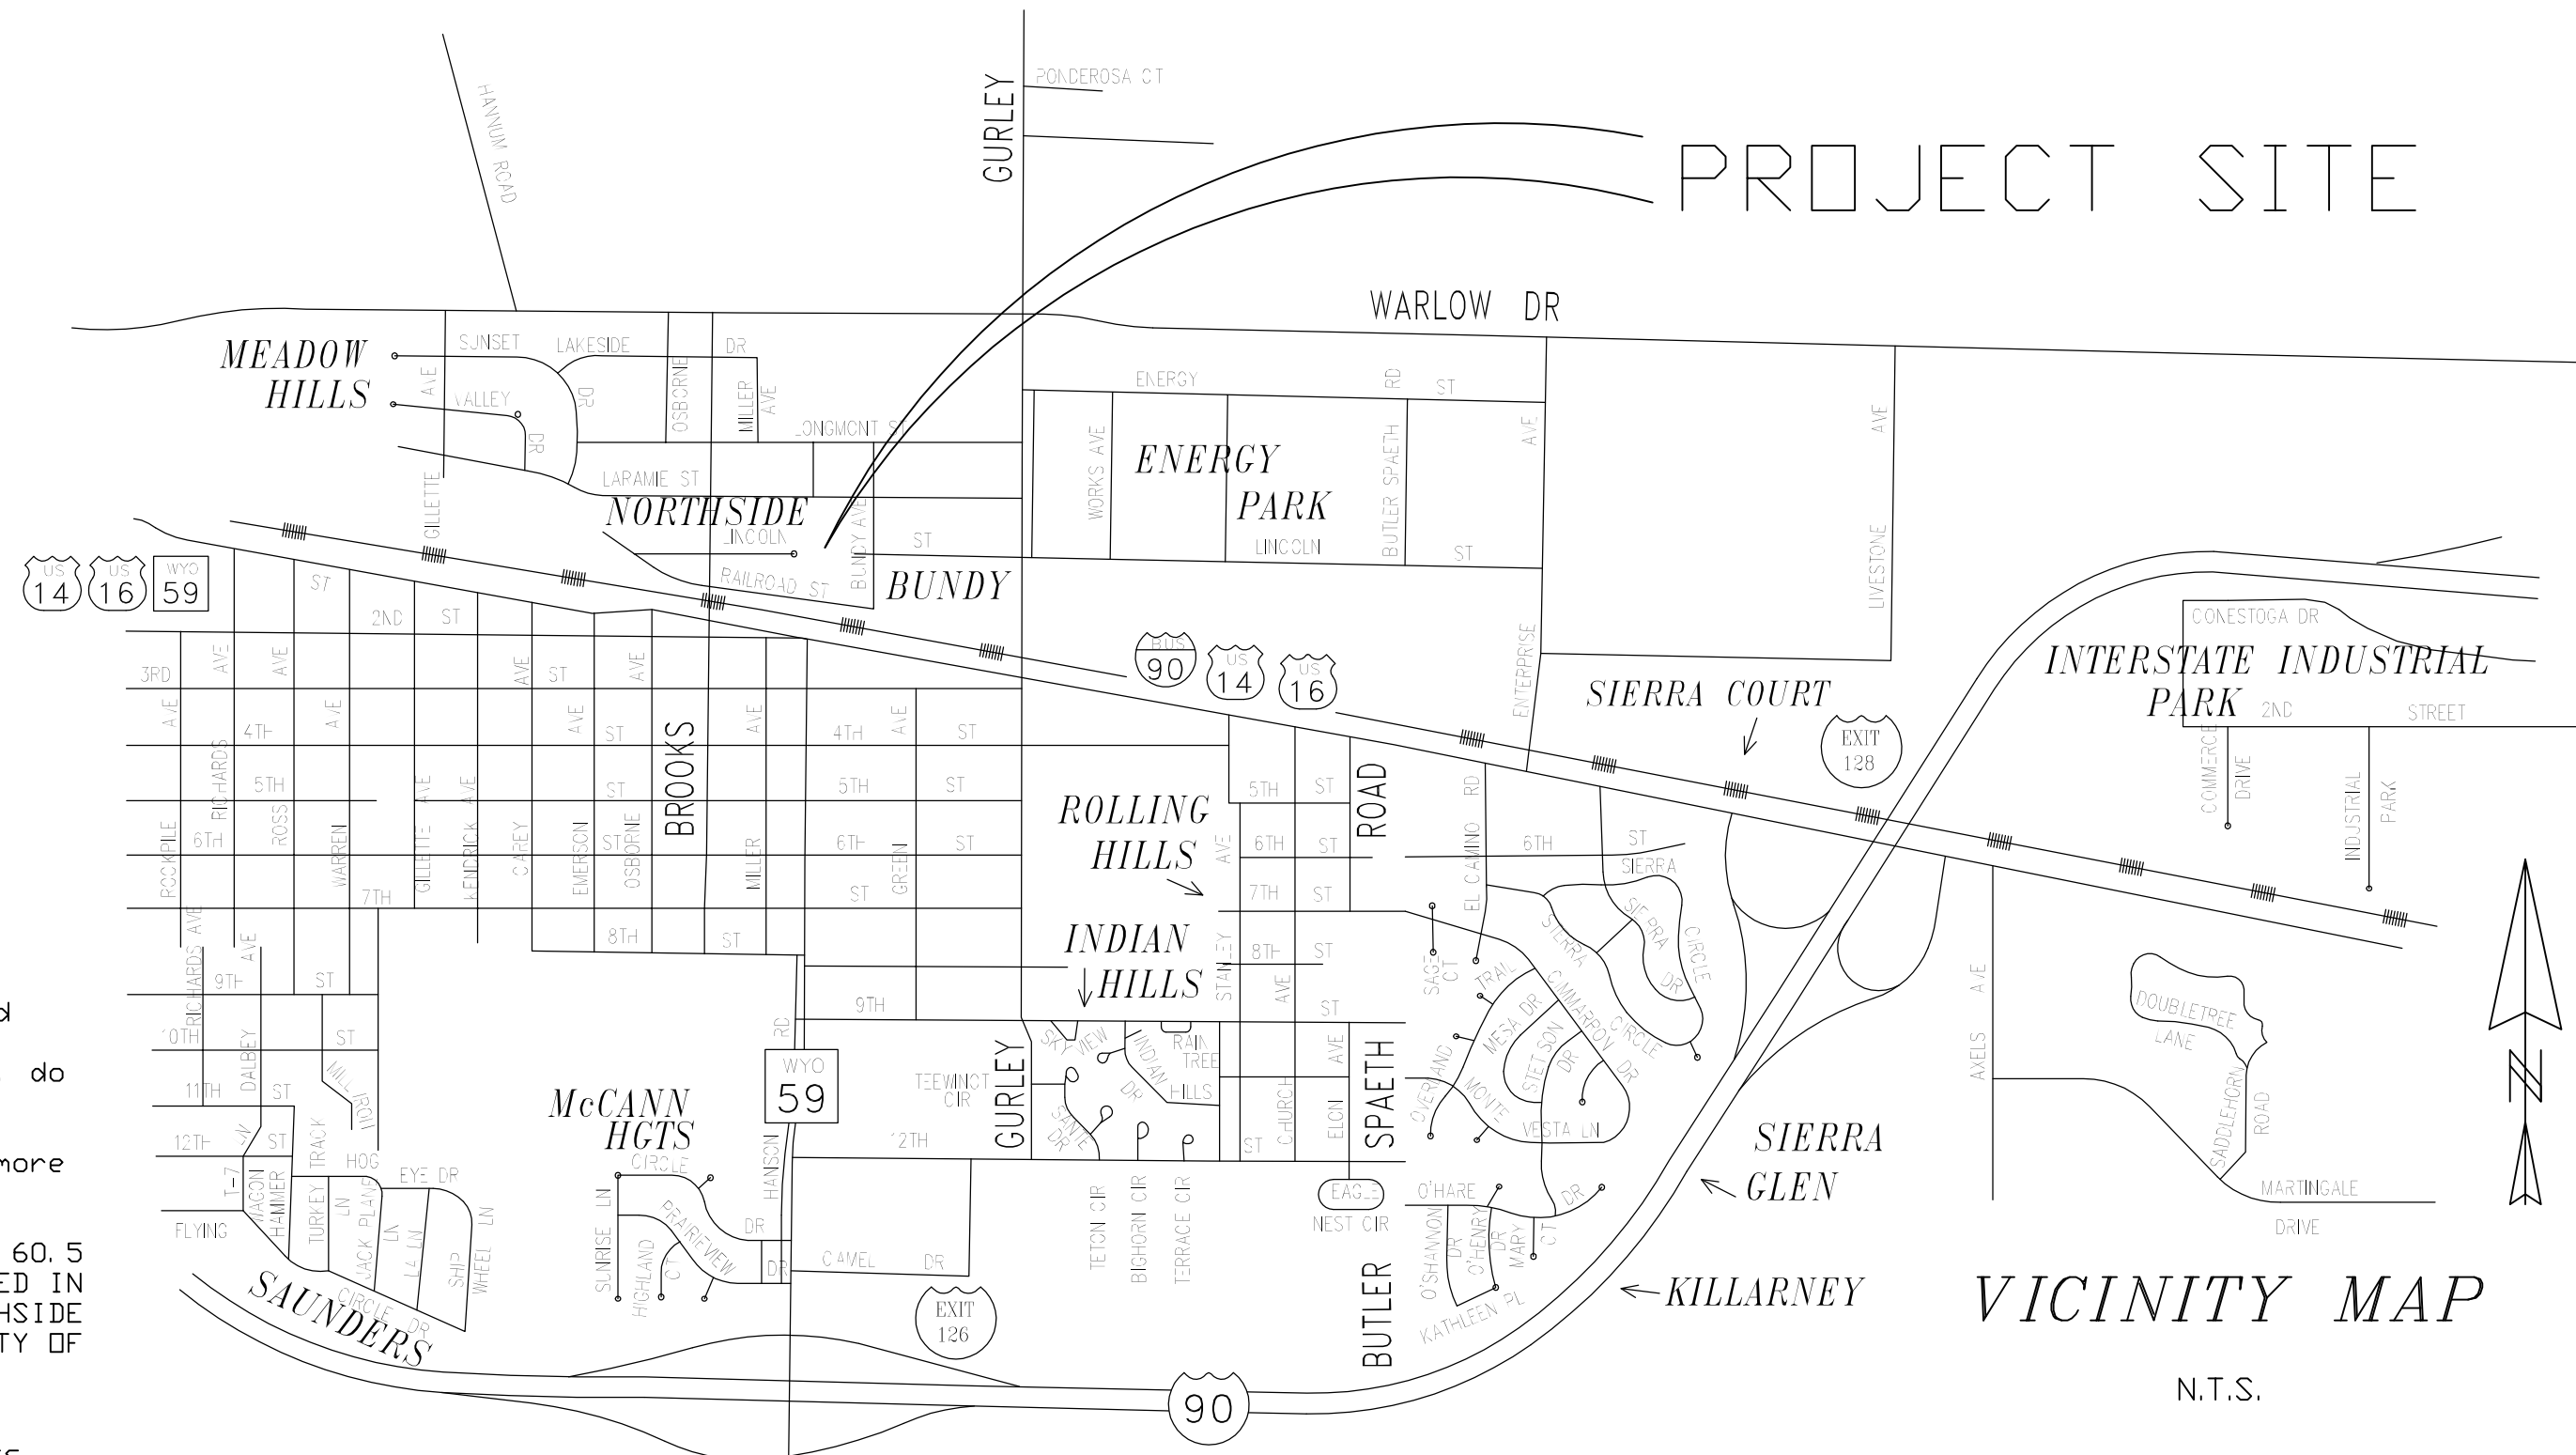 PONDEROSA CT
HANNUM ROAD
GURLEY
PROJECT SITE
WARLOW DR
MEADOW
HILLS
SUNSET
LAKESIDE
DR
AVE
VALLEY
DR
DR
OSBORNE
MILLER
AVE
LONGMONT ST
GILLETTE
LARAMIE ST
NORTHSIDE
LINCOLN
BUNDY AVE
ST
RAILROAD ST
BUNDY
ENERGY
RD
ST
WORKS AVE
ENERGY
PARK
BUTLER SPAETH
AVE
LINCOLN
ST
ENTERPRISE
AVE
LIVESTONE
US
14
US
16
WYO
59
BUS
90
US
14
US
16
SIERRA COURT
EXIT
128
CONESTOGA DR
INTERSTATE INDUSTRIAL
PARK
2ND
STREET
COMMERCE
DRIVE
INDUSTRIAL
PARK
ST
2ND
ST
3RD
AVE
AVE
AVE
ST
AVE
AVE
AVE
AVE
AVE
AVE
4TH
ST
4TH
ST
RICHARDS
BROOKS
5TH
ST
5TH
ST
ROSS
GILLETTE AVE
KENDRICK AVE
ROCKPILE
6TH
WARREN
CAREY
EMERSON
ST
OSBORNE
MILLER
6TH
GREEN
ST
7TH
ST
8TH
ST
ROLLING
HILLS
INDIAN
HILLS
5TH
ST
ROAD
AVE
6TH
ST
7TH
ST
STANLEY
8TH
ST
AVE
EL CAMINO RD
6TH
ST
SIERRA
SIERRA
CIRCLE
SIERRA
DR
CIRCLE
SAGE
CT
TRAIL
MESA DR
CIMMARRON
DR
STETSON
DR
OVERLAND
MONTE
VESTA LN
RICHARDS AVE
AVE
9TH
ST
10TH
ST
DALBEY
MILL IRON
11TH
ST
12TH
ST
LN
TRACK
HOG
EYE DR
T-7
WAGON
HAMMER
TURKEY
LN
JACK PLANE
LN
L4 LN
SHIP
WHEEL LN
FLYING
CIRCLE DR
SAUNDERS
RD
WYO
59
HANSON
McCANN
HGTS
CIRCLE
SUNRISE LN
PRAIRIEVIEW
DR
HIGHLAND
CT
DR
CAMEL
DR
9TH
ST
TEEWINOT
CIR
GURLEY
SKY VIEW
INDIAN
HILLS
DR
RAIN
TREE
SANTE
DR
12TH
ST
CHURCH
AVE
ELON
SPAETH
TETON CIR
BIGHORN CIR
TERRACE CIR
EAGLE
NEST CIR
BUTLER
O'HARE
DR
O'SHANNON
DR
O'HENRY
DR
MARY
CT
KATHLEEN PL
SIERRA
GLEN
KILLARNEY
AXELS AVE
DOUBLETREE
LANE
SADDLEHORN
ROAD
MARTINGALE
DRIVE
EXIT
126
90
N
VICINITY MAP
N.T.S.
do
more
60.5
ED IN
HSIDE
TY OF